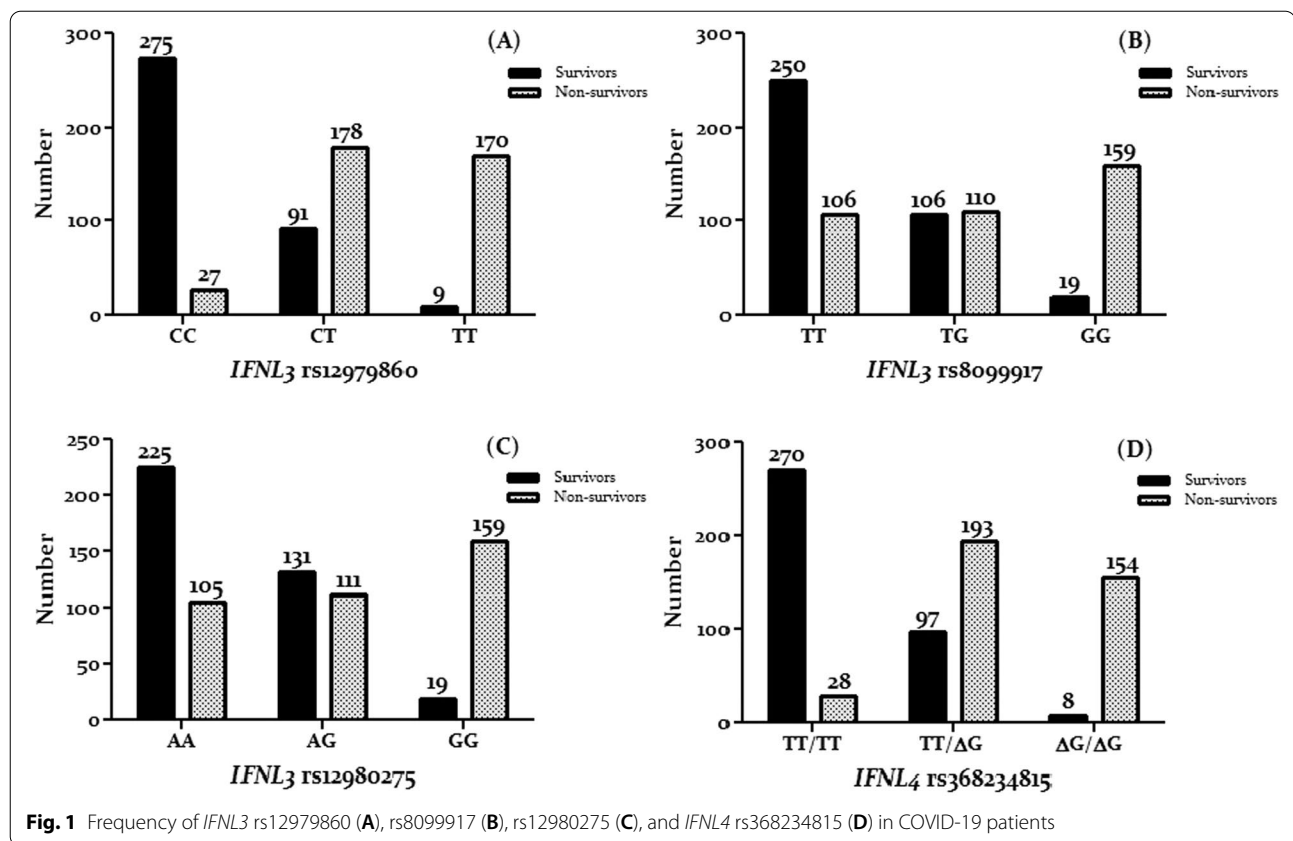 (A)
300
275
Survivors
Non-survivors
200
178
170
Number
100
91
27
9
0
CC CT TT
IFNL3 rs12979860
(B)
300
250
Survivors
Non-survivors
200
159
Number
106 106 110
100
19
0
TT TG GG
IFNL3 rs8099917
(C)
250
225
Survivors
Non-survivors
200
159
150
131
Number
105
111
100
50
19
0
AA AG GG
IFNL3 rs12980275
(D)
300
270
Survivors
Non-survivors
200
193
154
Number
97
100
28
8
0
TT/TT TT/ΔG ΔG/ΔG
IFNL4 rs368234815
Fig. 1 Frequency of IFNL3 rs12979860 (A), rs8099917 (B), rs12980275 (C), and IFNL4 rs368234815 (D) in COVID-19 patients